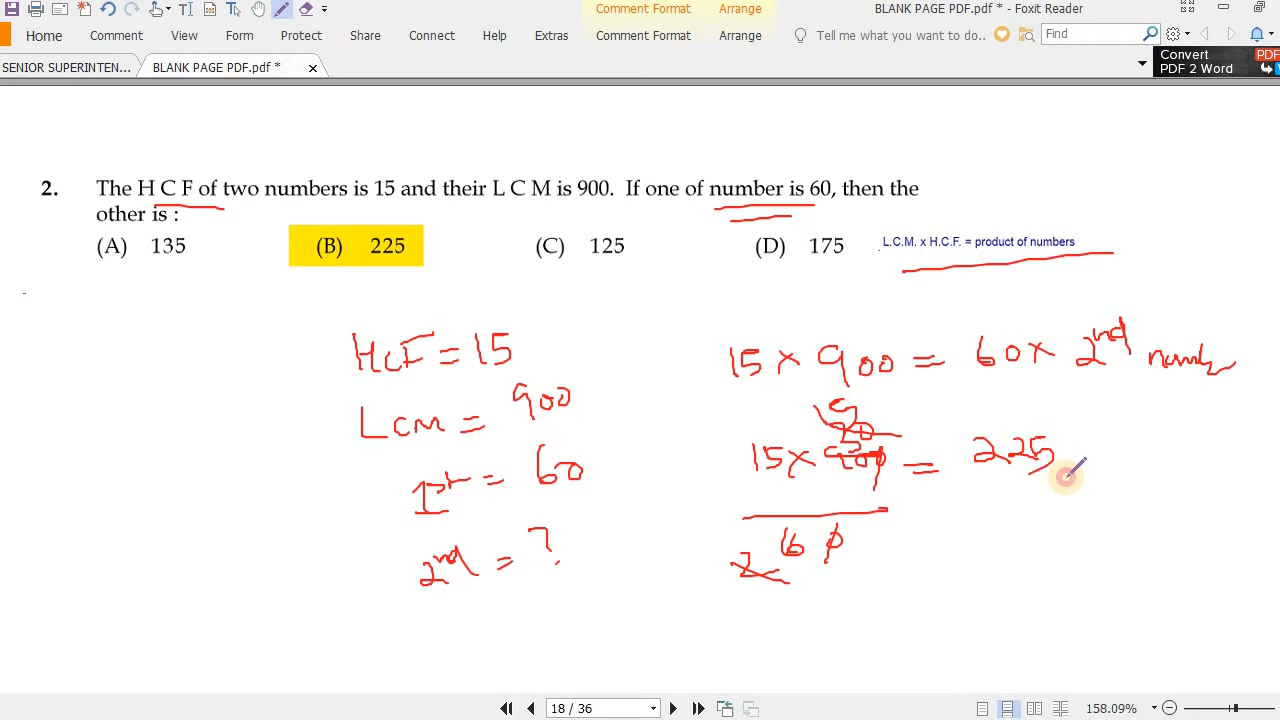 Comment Format Arrange BLANK PAGE PDF.pdf * - Foxit Reader
Home Comment View Form Protect Share Connect Help Extras Comment Format Arrange Tell me what you want to do... Find
SENIOR SUPERINTEN... BLANK PAGE PDF.pdf * x
Convert
PDF 2 Word
PDF
2. The H C F of two numbers is 15 and their L C M is 900. If one of number is 60, then the
other is :
(A) 135 (B) 225 (C) 125 (D) 175
L.C.M. x H.C.F. = product of numbers
HCF = 15
LCM = 900
1st = 60
2nd = ?
15 × 900 = 60 × 2nd number
15 × 900 = 225
60
2
18 / 36
158.09%